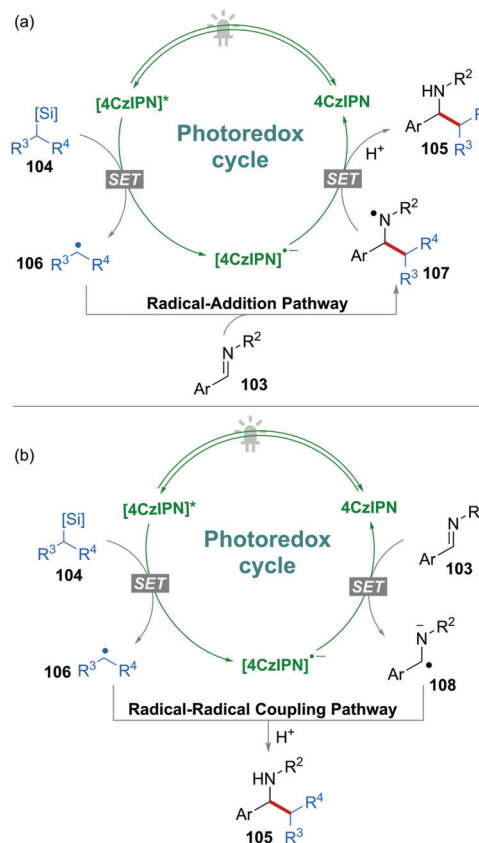 (a)
[4CzIPN]*
4CzIPN
[Si]
R3
R4
104
Photoredox
cycle
SET
SET
H+
HN
R2
Ar
R3
105
106
R3
R4
[4CzIPN]•−
N
R2
Ar
R4
R3
107
Radical-Addition Pathway
N
R2
Ar
103
(b)
[4CzIPN]*
4CzIPN
[Si]
R3
R4
104
Photoredox
cycle
N
Ar
103
SET
SET
106
R3
R4
[4CzIPN]•−
N
R2
Ar
108
Radical-Radical Coupling Pathway
H+
HN
R2
Ar
R4
R3
105